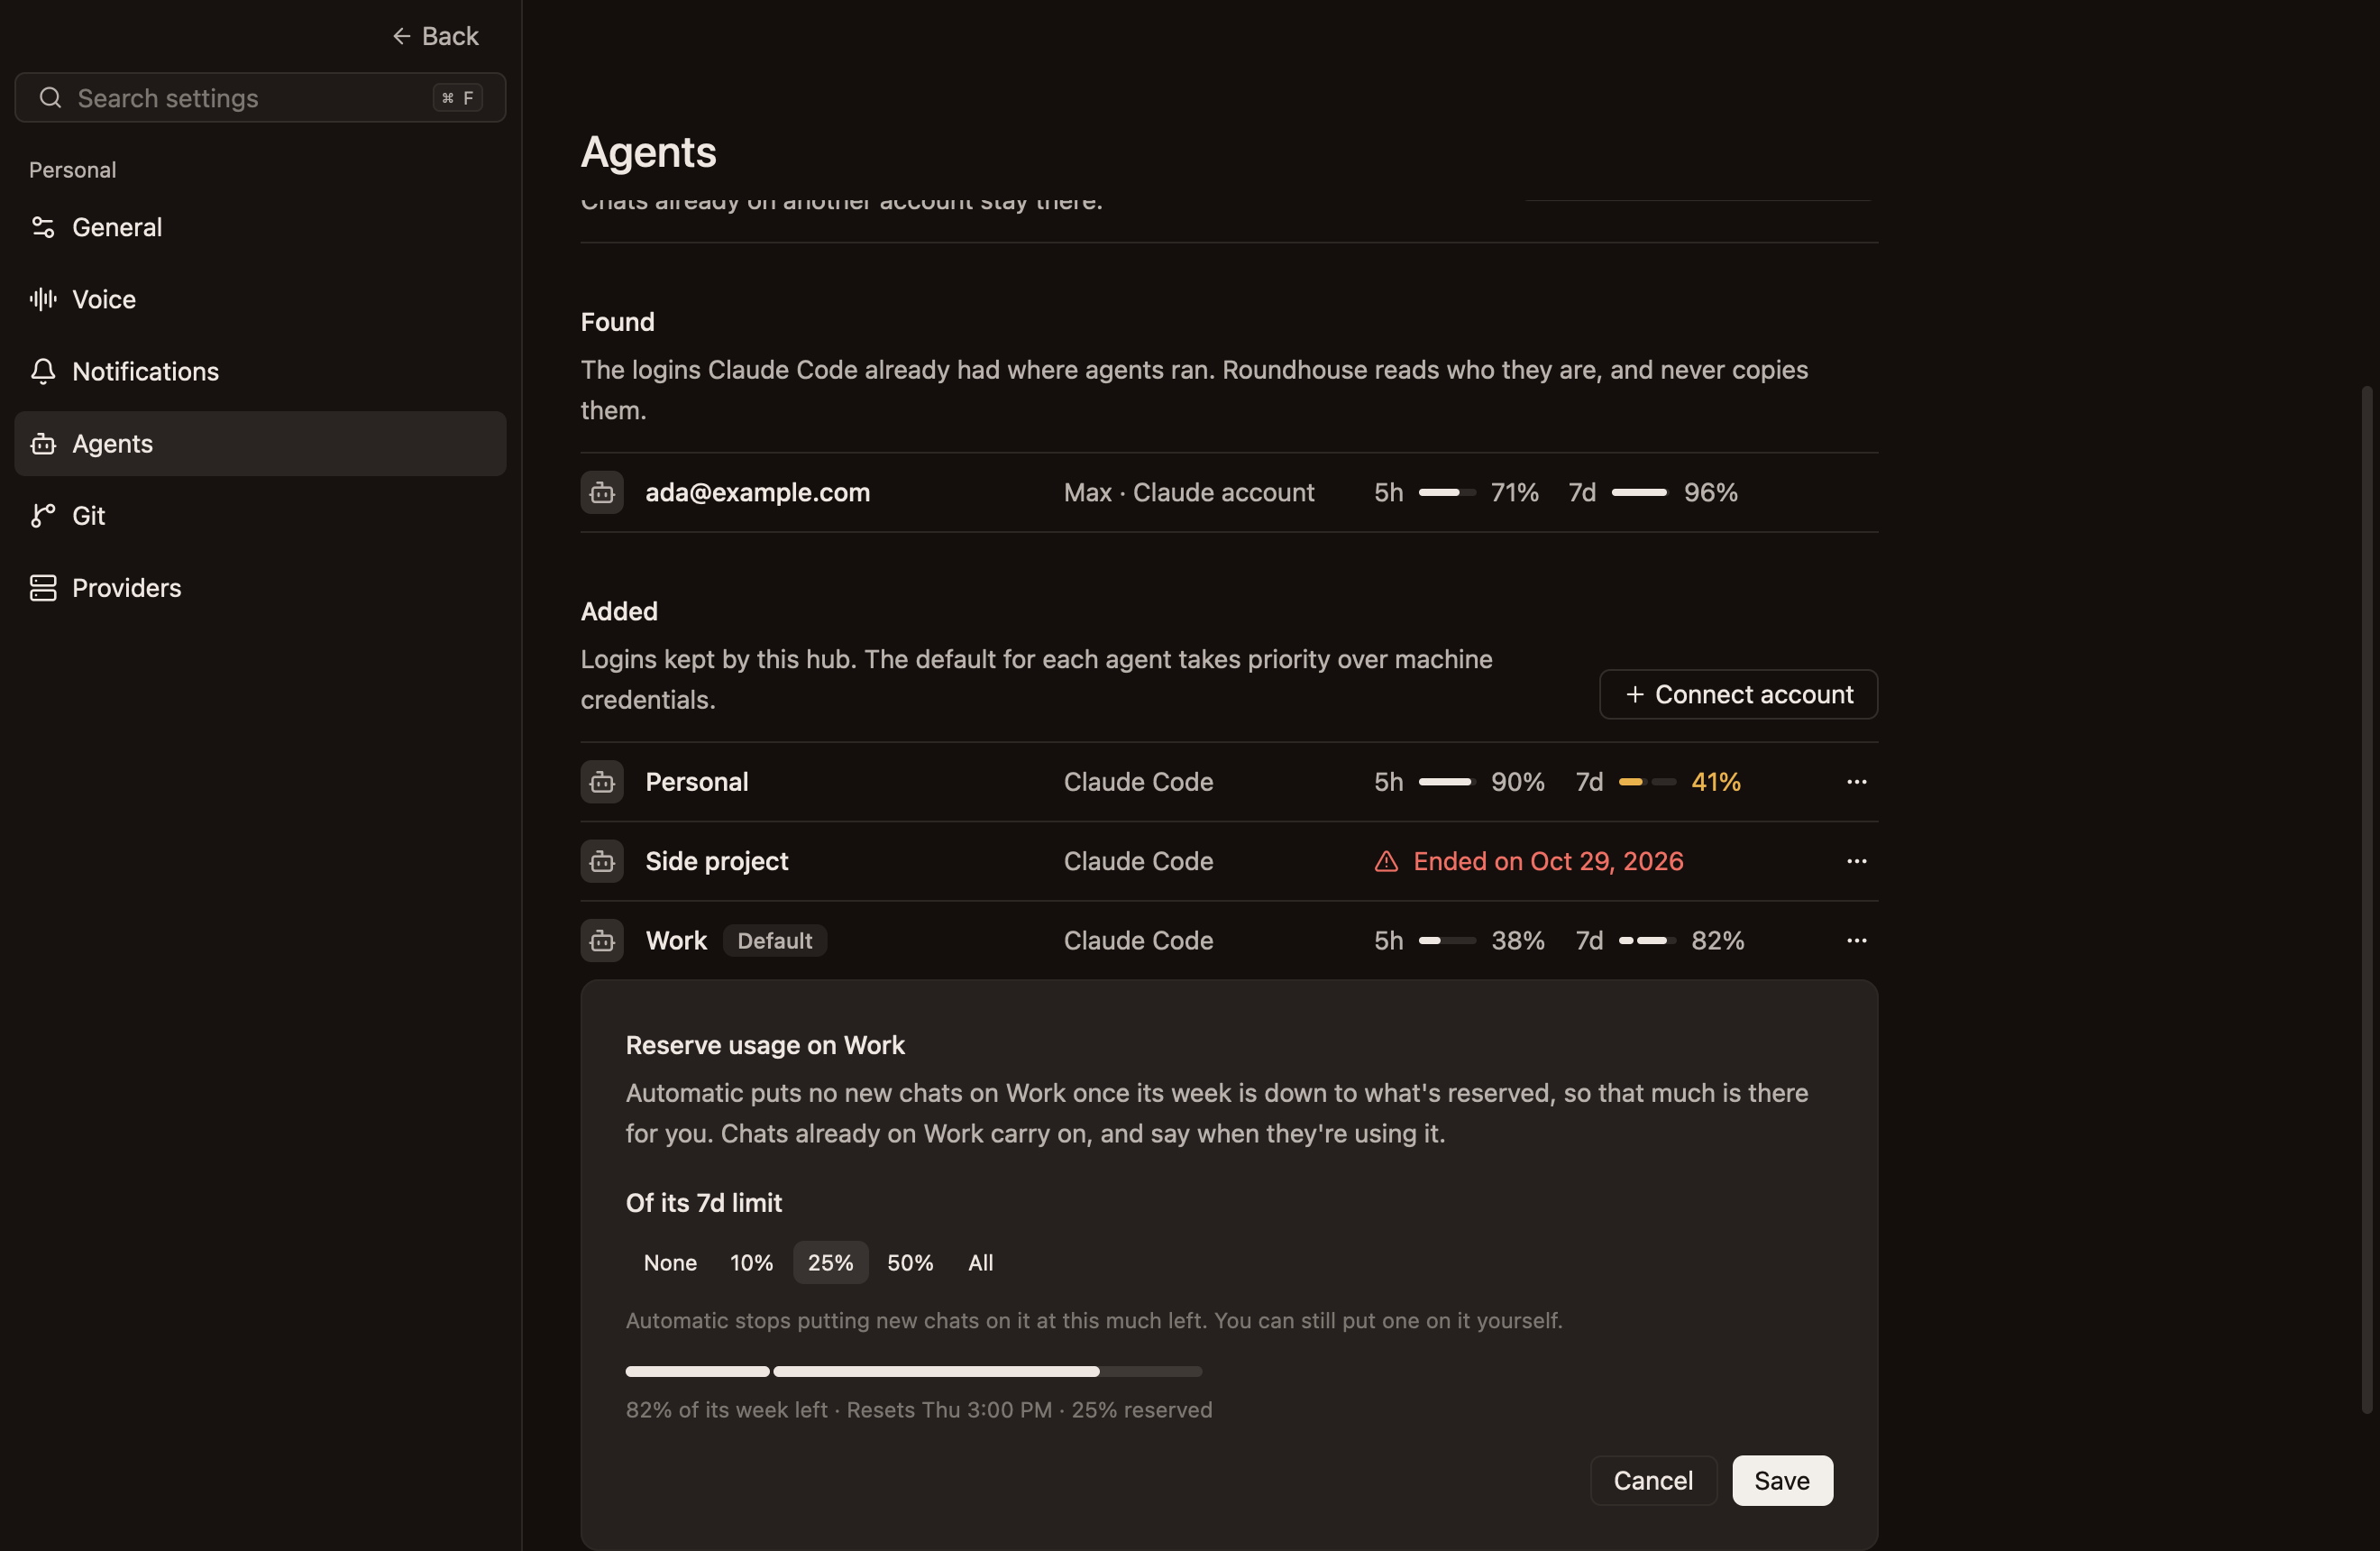 Back
Search settings
⌘ F
Personal
General
Voice
Notifications
Agents
Git
Providers
Agents
Chats already on another account stay there.
Found
The logins Claude Code already had where agents ran. Roundhouse reads who they are, and never copies
them.
ada@example.com Max · Claude account 5h 71% 7d 96%
Added
Logins kept by this hub. The default for each agent takes priority over machine
credentials.
+ Connect account
Personal Claude Code 5h 90% 7d 41%
Side project Claude Code Ended on Oct 29, 2026
Work Default Claude Code 5h 38% 7d 82%
Reserve usage on Work
Automatic puts no new chats on Work once its week is down to what's reserved, so that much is there
for you. Chats already on Work carry on, and say when they're using it.
Of its 7d limit
None 10% 25% 50% All
Automatic stops putting new chats on it at this much left. You can still put one on it yourself.
82% of its week left · Resets Thu 3:00 PM · 25% reserved
Cancel Save